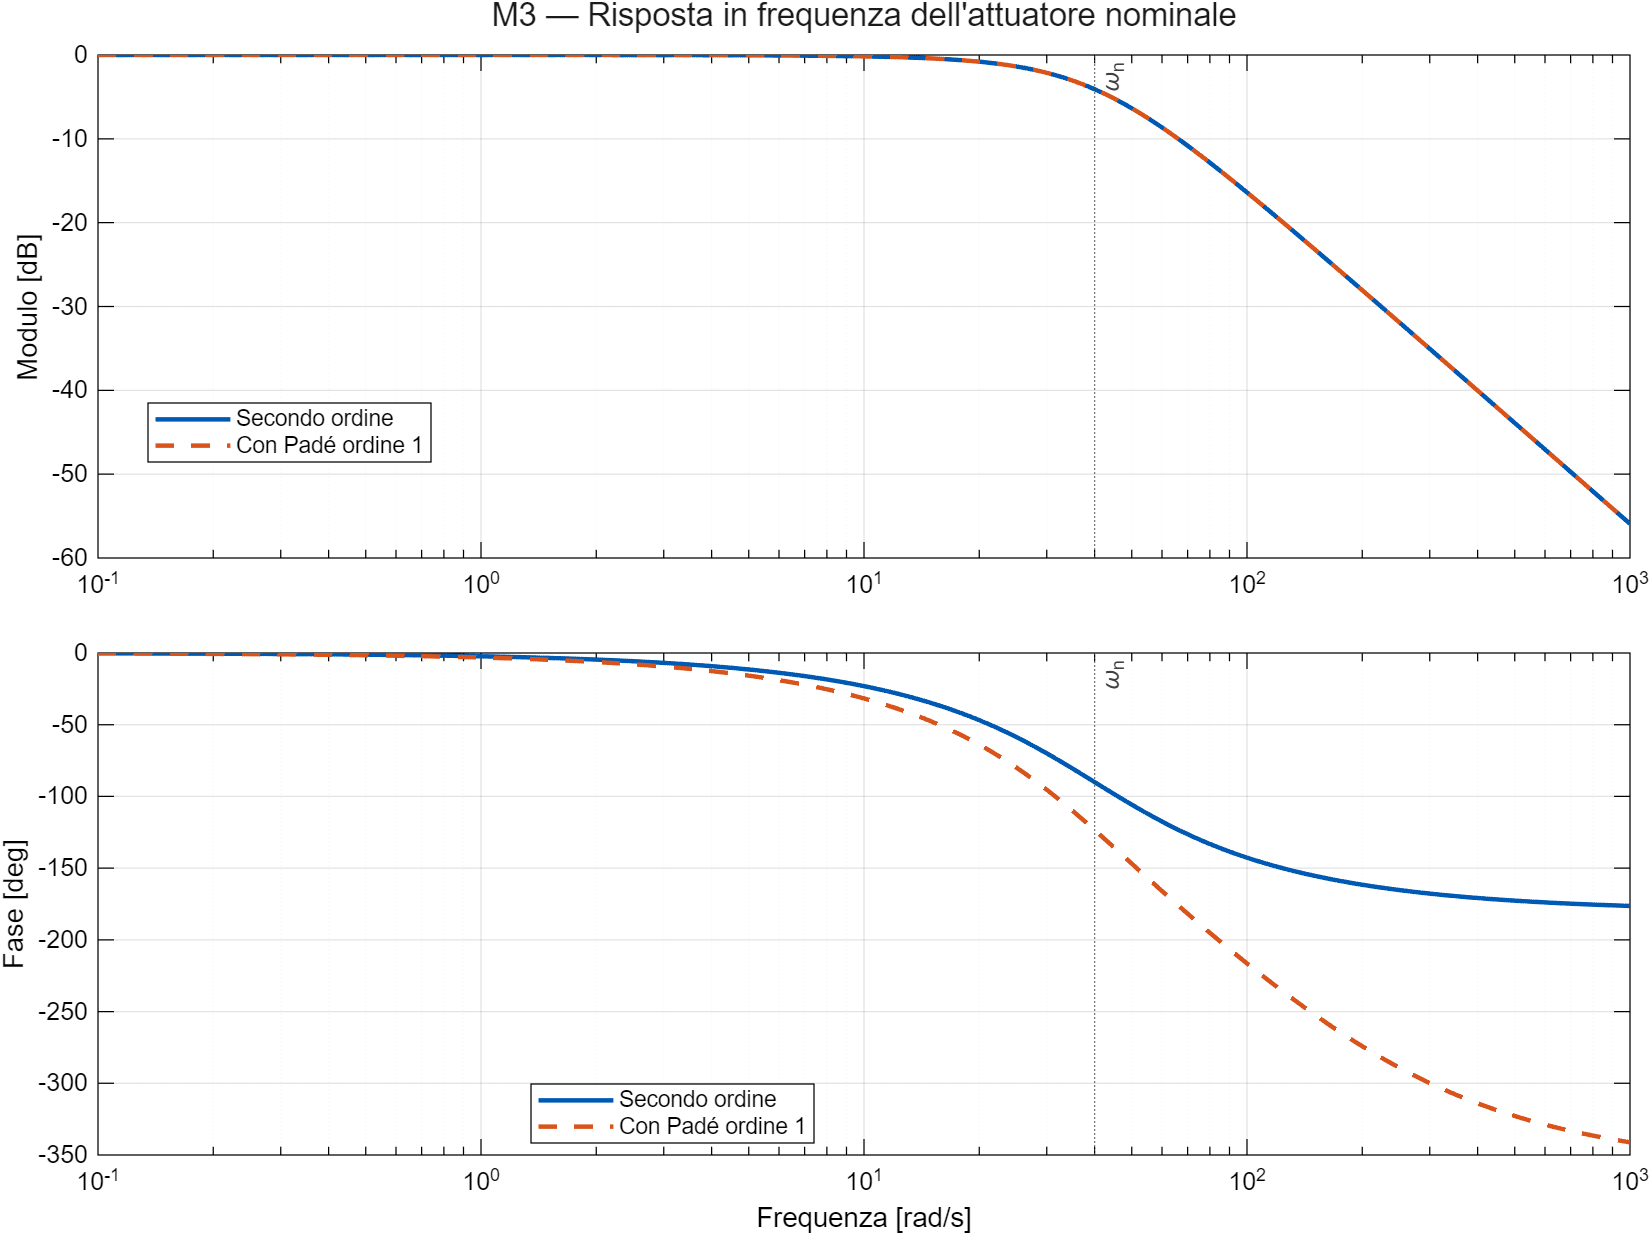 M3 — Risposta in frequenza dell'attuatore nominale
0
-10
-20
-30
-40
-50
-60
Modulo [dB]
ωn
Secondo ordine
Con Padé ordine 1
10-1
100
101
102
103
0
-50
-100
-150
-200
-250
-300
-350
Fase [deg]
ωn
Secondo ordine
Con Padé ordine 1
10-1
100
101
102
103
Frequenza [rad/s]